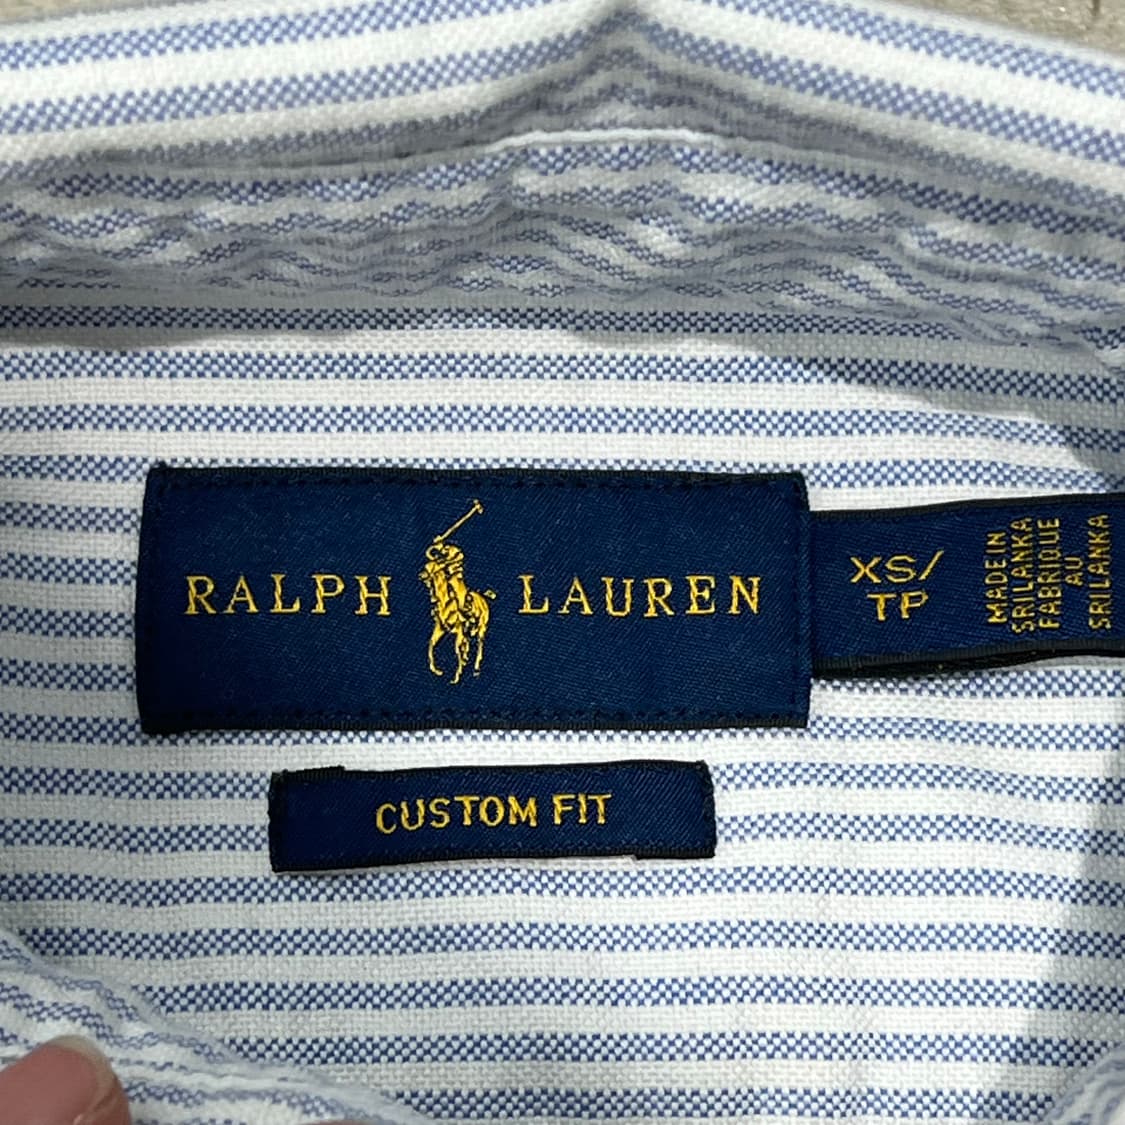 RALPH LAUREN
XS/
TP
MADE IN
SRI LANKA
FABRIQUE
AU
SRI LANKA
CUSTOM FIT